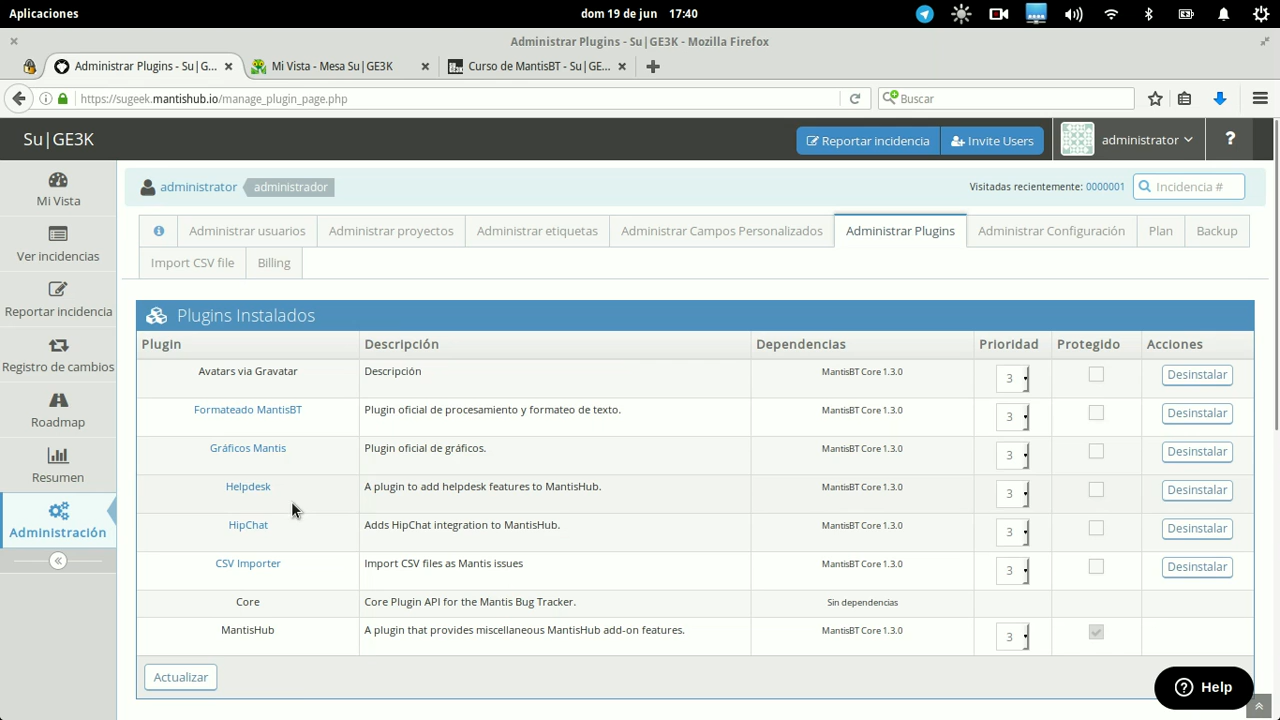 Aplicaciones
dom 19 de jun 17:40
Administrar Plugins - Su|GE3K - Mozilla Firefox
Administrar Plugins - Su|G...
Mi Vista - Mesa Su|GE3K
Curso de MantisBT - Su|GE...
https://sugeek.mantishub.io/manage_plugin_page.php
Buscar
Su|GE3K
Reportar incidencia
Invite Users
administrator
?
Mi Vista
Ver incidencias
Reportar incidencia
Registro de cambios
Roadmap
Resumen
Administración
administrator administrador
Visitadas recientemente: 0000001
Incidencia #
Administrar usuarios
Administrar proyectos
Administrar etiquetas
Administrar Campos Personalizados
Administrar Plugins
Administrar Configuración
Plan
Backup
Import CSV file
Billing
Plugins Instalados
Plugin Descripción Dependencias Prioridad Protegido Acciones
Avatars via Gravatar Descripción MantisBT Core 1.3.0 3 Desinstalar
Formateado MantisBT Plugin oficial de procesamiento y formateo de texto. MantisBT Core 1.3.0 3 Desinstalar
Gráficos Mantis Plugin oficial de gráficos. MantisBT Core 1.3.0 3 Desinstalar
Helpdesk A plugin to add helpdesk features to MantisHub. MantisBT Core 1.3.0 3 Desinstalar
HipChat Adds HipChat integration to MantisHub. MantisBT Core 1.3.0 3 Desinstalar
CSV Importer Import CSV files as Mantis issues MantisBT Core 1.3.0 3 Desinstalar
Core Core Plugin API for the Mantis Bug Tracker. Sin dependencias
MantisHub A plugin that provides miscellaneous MantisHub add-on features. MantisBT Core 1.3.0 3
Actualizar
Help